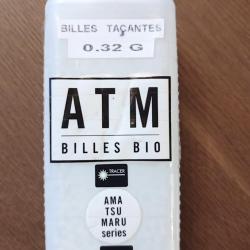 BILLES TAÇANTES
0.32 G
ATM
BILLES BIO
TRACER
AMA
TSU
MARU
series